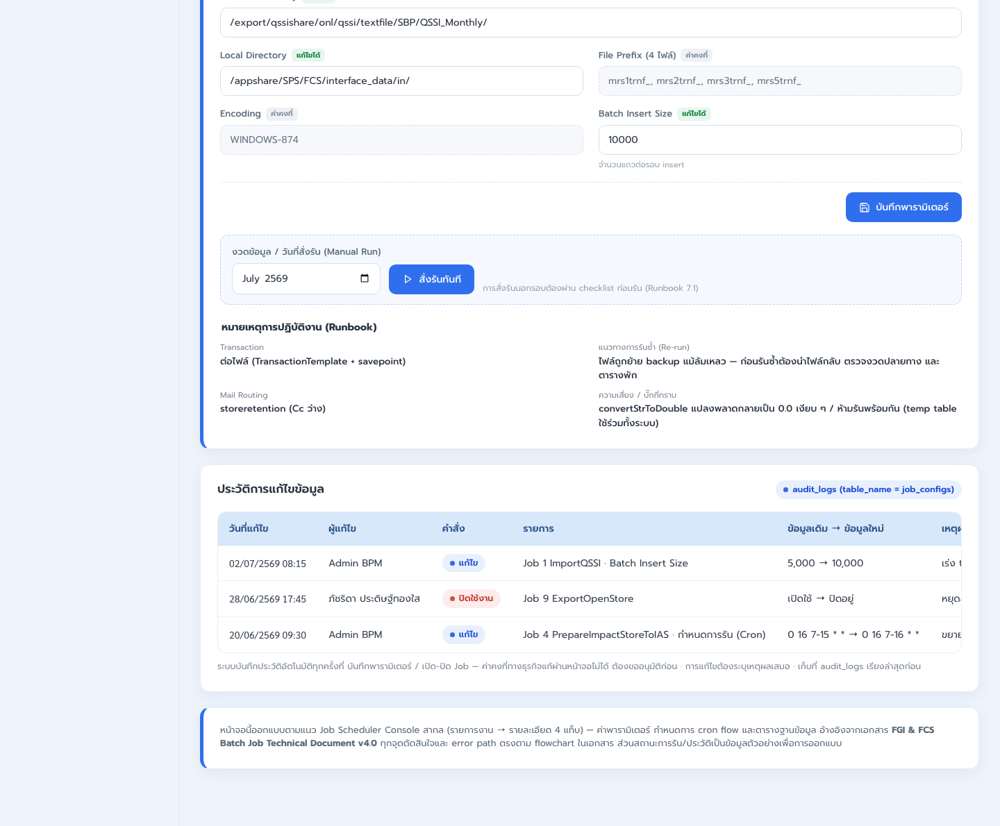 /export/qssishare/onl/qssi/textfile/SBP/QSSI_Monthly/
Local Directory แก้ไขได้
File Prefix (4 ไฟล์) ค่าคงที่
/appshare/SPS/FCS/interface_data/in/
mrs1trnf_, mrs2trnf_, mrs3trnf_, mrs5trnf_
Encoding ค่าคงที่
Batch Insert Size แก้ไขได้
WINDOWS-874
10000
จำนวนแถวต่อรอบ insert
บันทึกพารามิเตอร์
งวดข้อมูล / วันที่สั่งรัน (Manual Run)
July 2569
สั่งรันทันที
การสั่งรันนอกรอบต้องผ่าน checklist ก่อนรัน (Runbook 7.1)
หมายเหตุการปฏิบัติงาน (Runbook)
Transaction
ต่อไฟล์ (TransactionTemplate + savepoint)
แนวทางการรันซ้ำ (Re-run)
ไฟล์ถูกย้าย backup แม้ล้มเหลว — ก่อนรันซ้ำต้องนำไฟล์กลับ ตรวจงวดปลายทาง และ
ตารางพัก
Mail Routing
storeretention (Cc ว่าง)
ความเสี่ยง / บั๊กที่ทราบ
convertStrToDouble แปลงพลาดกลายเป็น 0.0 เงียบ ๆ / ห้ามรันพร้อมกัน (temp table
ใช้ร่วมทั้งระบบ)
ประวัติการแก้ไขข้อมูล
audit_logs (table_name = job_configs)
วันที่แก้ไข ผู้แก้ไข คำสั่ง รายการ ข้อมูลเดิม → ข้อมูลใหม่
02/07/2569 08:15 Admin BPM แก้ไข Job 1 ImportQSSI · Batch Insert Size 5,000 → 10,000 เร่ง
28/06/2569 17:45 ภัชริดา ประดิษฐ์ทองใส ปิดใช้งาน Job 9 ExportOpenStore เปิดใช้ → ปิดอยู่ หยุด
20/06/2569 09:30 Admin BPM แก้ไข Job 4 PrepareImpactStoreToIAS · กำหนดการรัน (Cron) 0 16 7-15 * * → 0 16 7-16 * * ขยาย
ระบบบันทึกประวัติอัตโนมัติทุกครั้งที่ บันทึกพารามิเตอร์ / เปิด-ปิด Job — ค่าคงที่ทางธุรกิจแก้ผ่านหน้าจอไม่ได้ ต้องขออนุมัติก่อน · การแก้ไขต้องระบุเหตุผลเสมอ · เก็บที่ audit_logs เรียงล่าสุดก่อน
หน้าจอนี้ออกแบบตามแนว Job Scheduler Console สากล (รายการงาน → รายละเอียด 4 แท็บ) — ค่าพารามิเตอร์ กำหนดการ cron flow และตารางฐานข้อมูล อ้างอิงจากเอกสาร FGI & FCS
Batch Job Technical Document v4.0 ทุกจุดตัดสินใจและ error path ตรงตาม flowchart ในเอกสาร ส่วนสถานะการรัน/ประวัติเป็นข้อมูลตัวอย่างเพื่อการออกแบบ